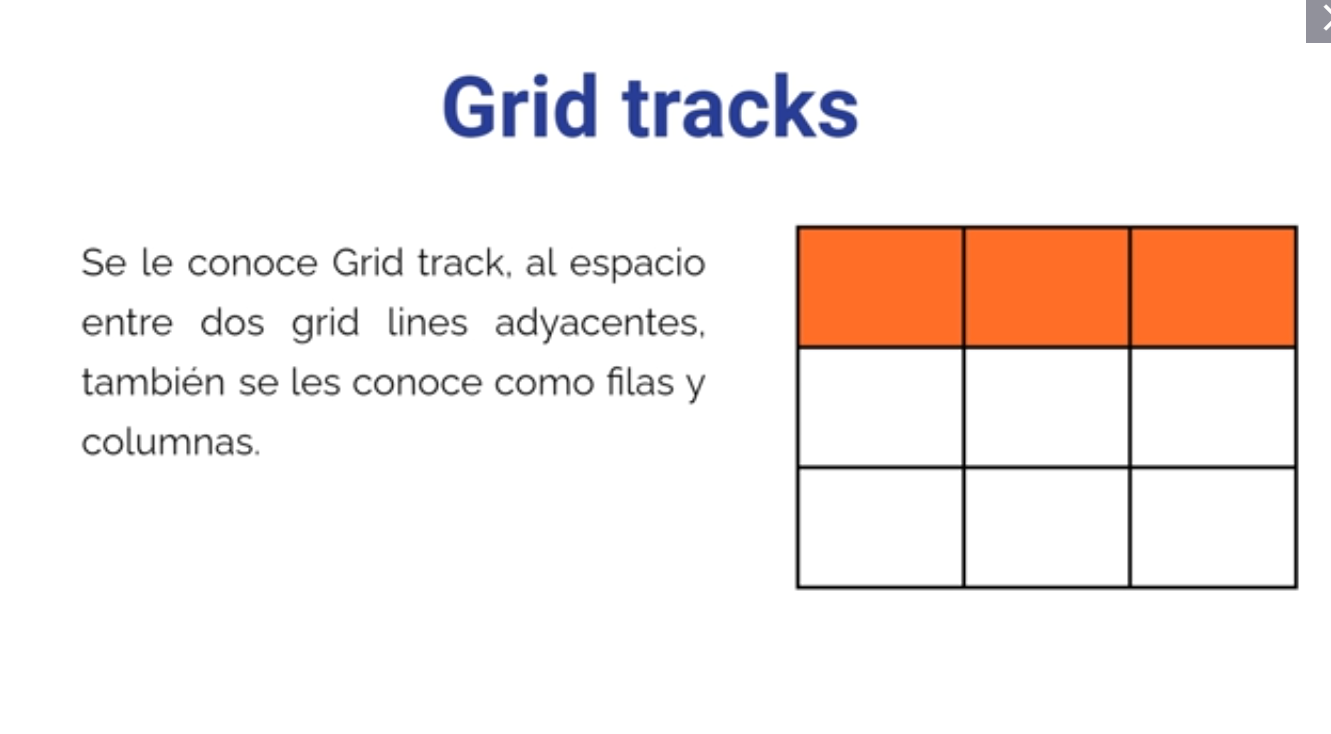 Grid tracks
Se le conoce Grid track, al espacio
entre dos grid lines adyacentes,
también se les conoce como filas y
columnas.